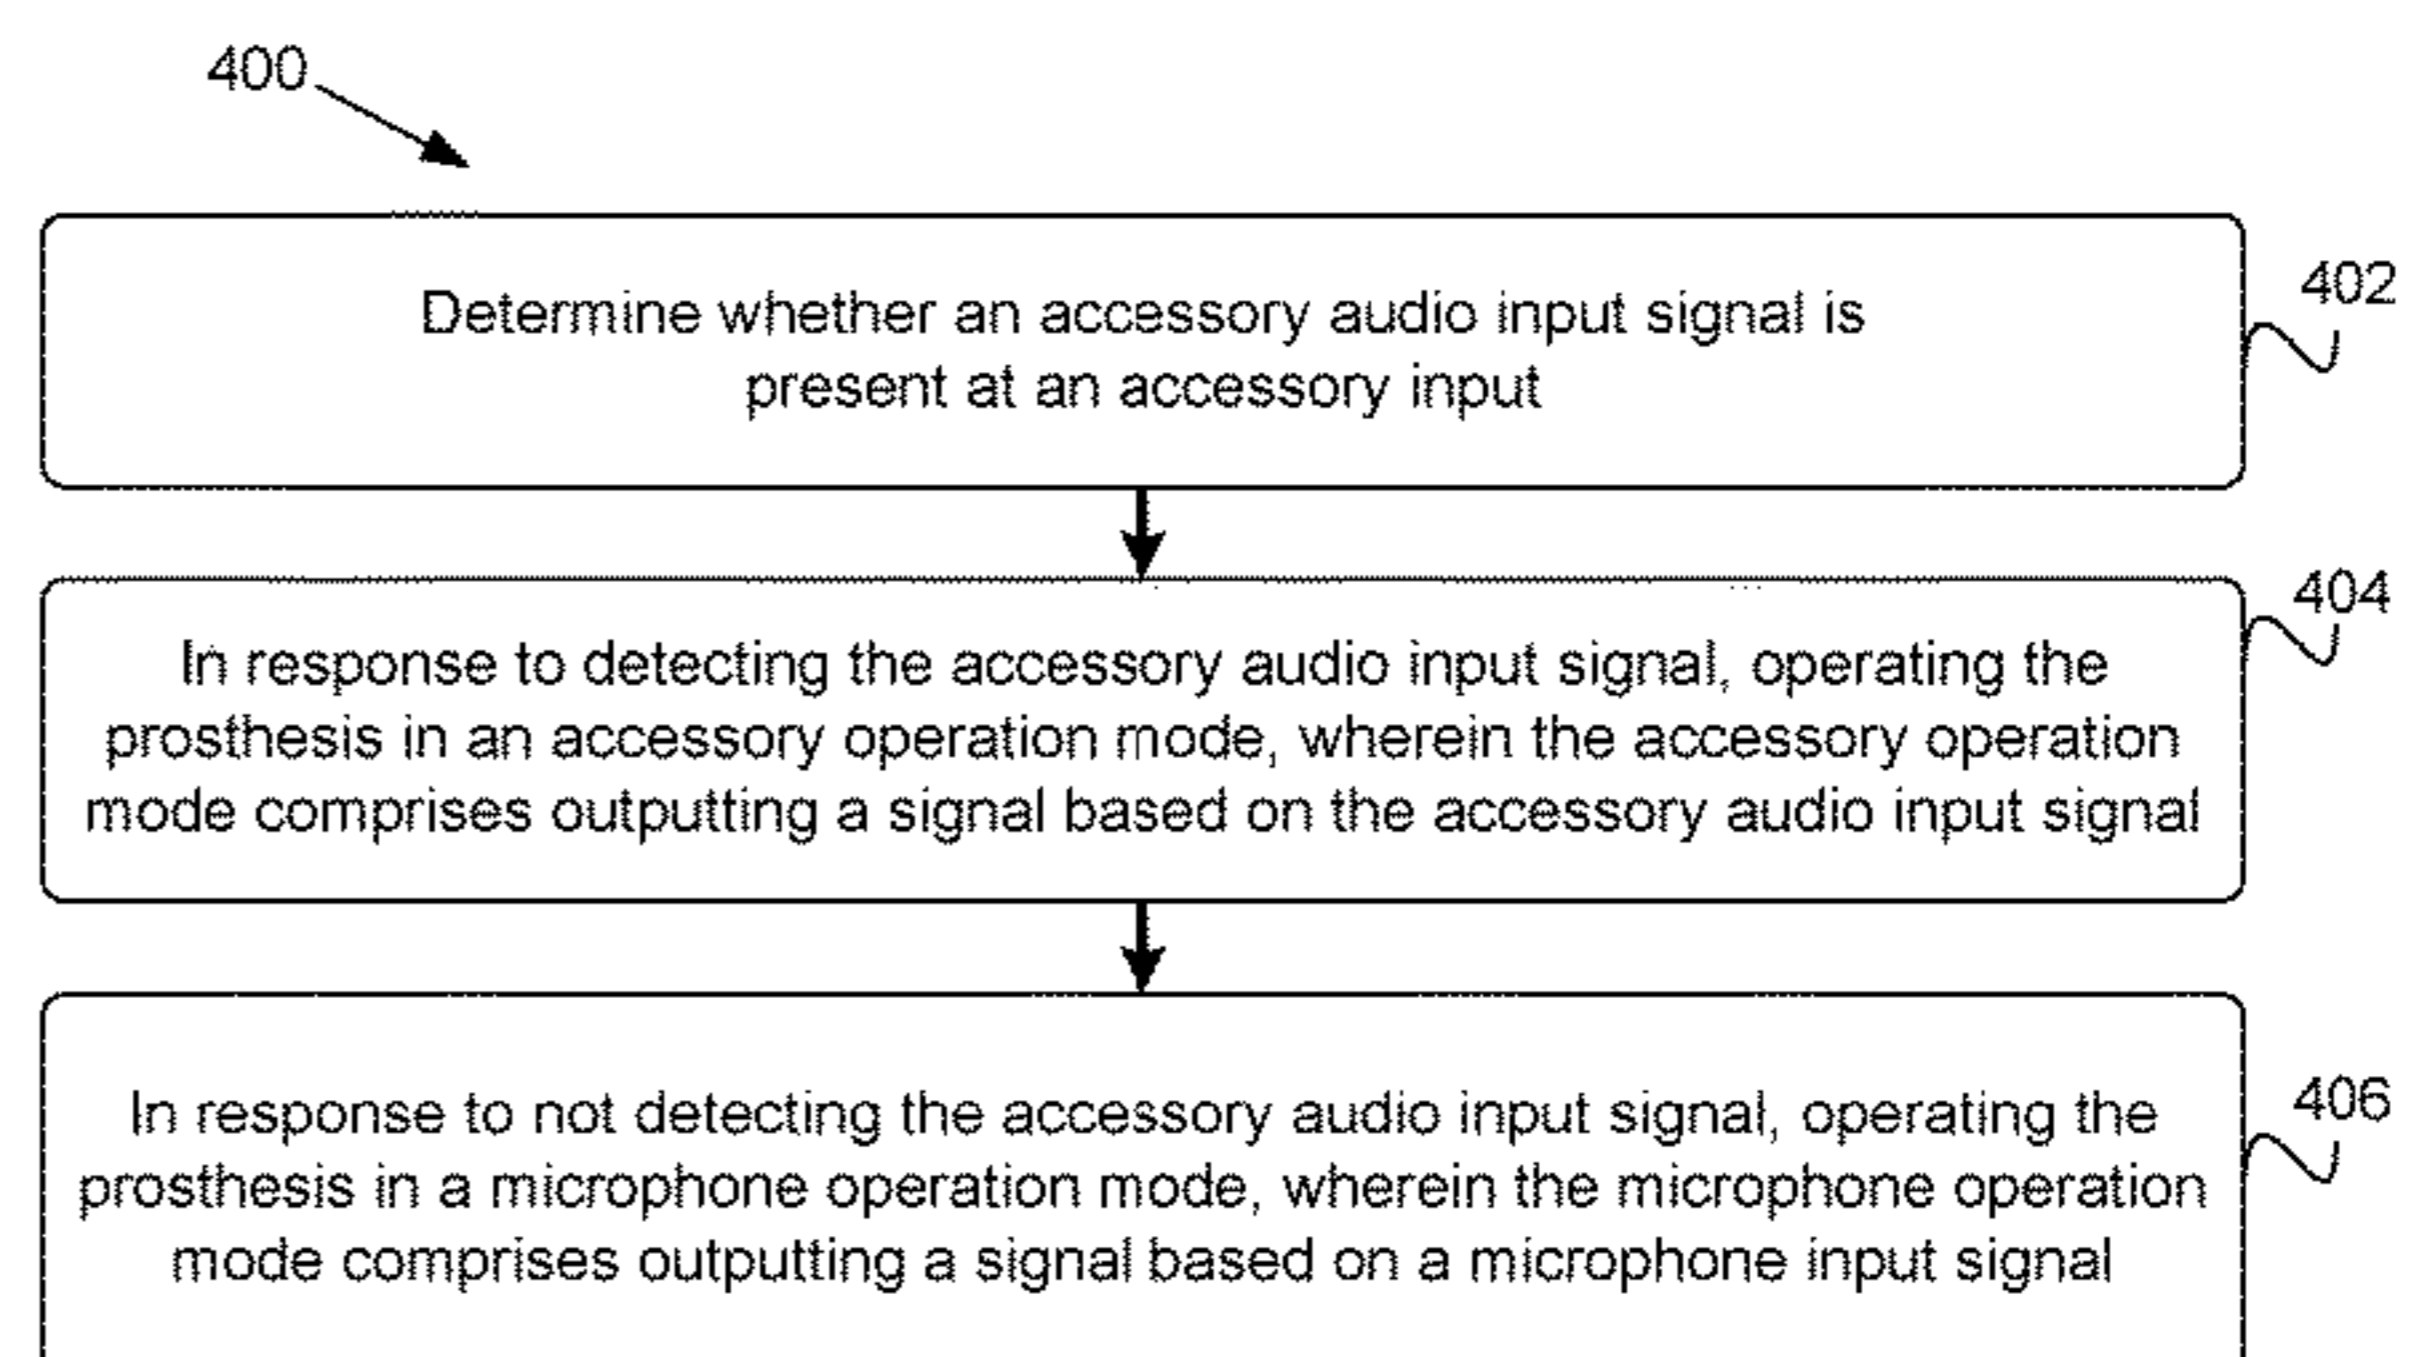 400
Determine whether an accessory audio input signal is
present at an accessory input
402
In response to detecting the accessory audio input signal, operating the
prosthesis in an accessory operation mode, wherein the accessory operation
mode comprises outputting a signal based on the accessory audio input signal
404
In response to not detecting the accessory audio input signal, operating the
prosthesis in a microphone operation mode, wherein the microphone operation
mode comprises outputting a signal based on a microphone input signal
406